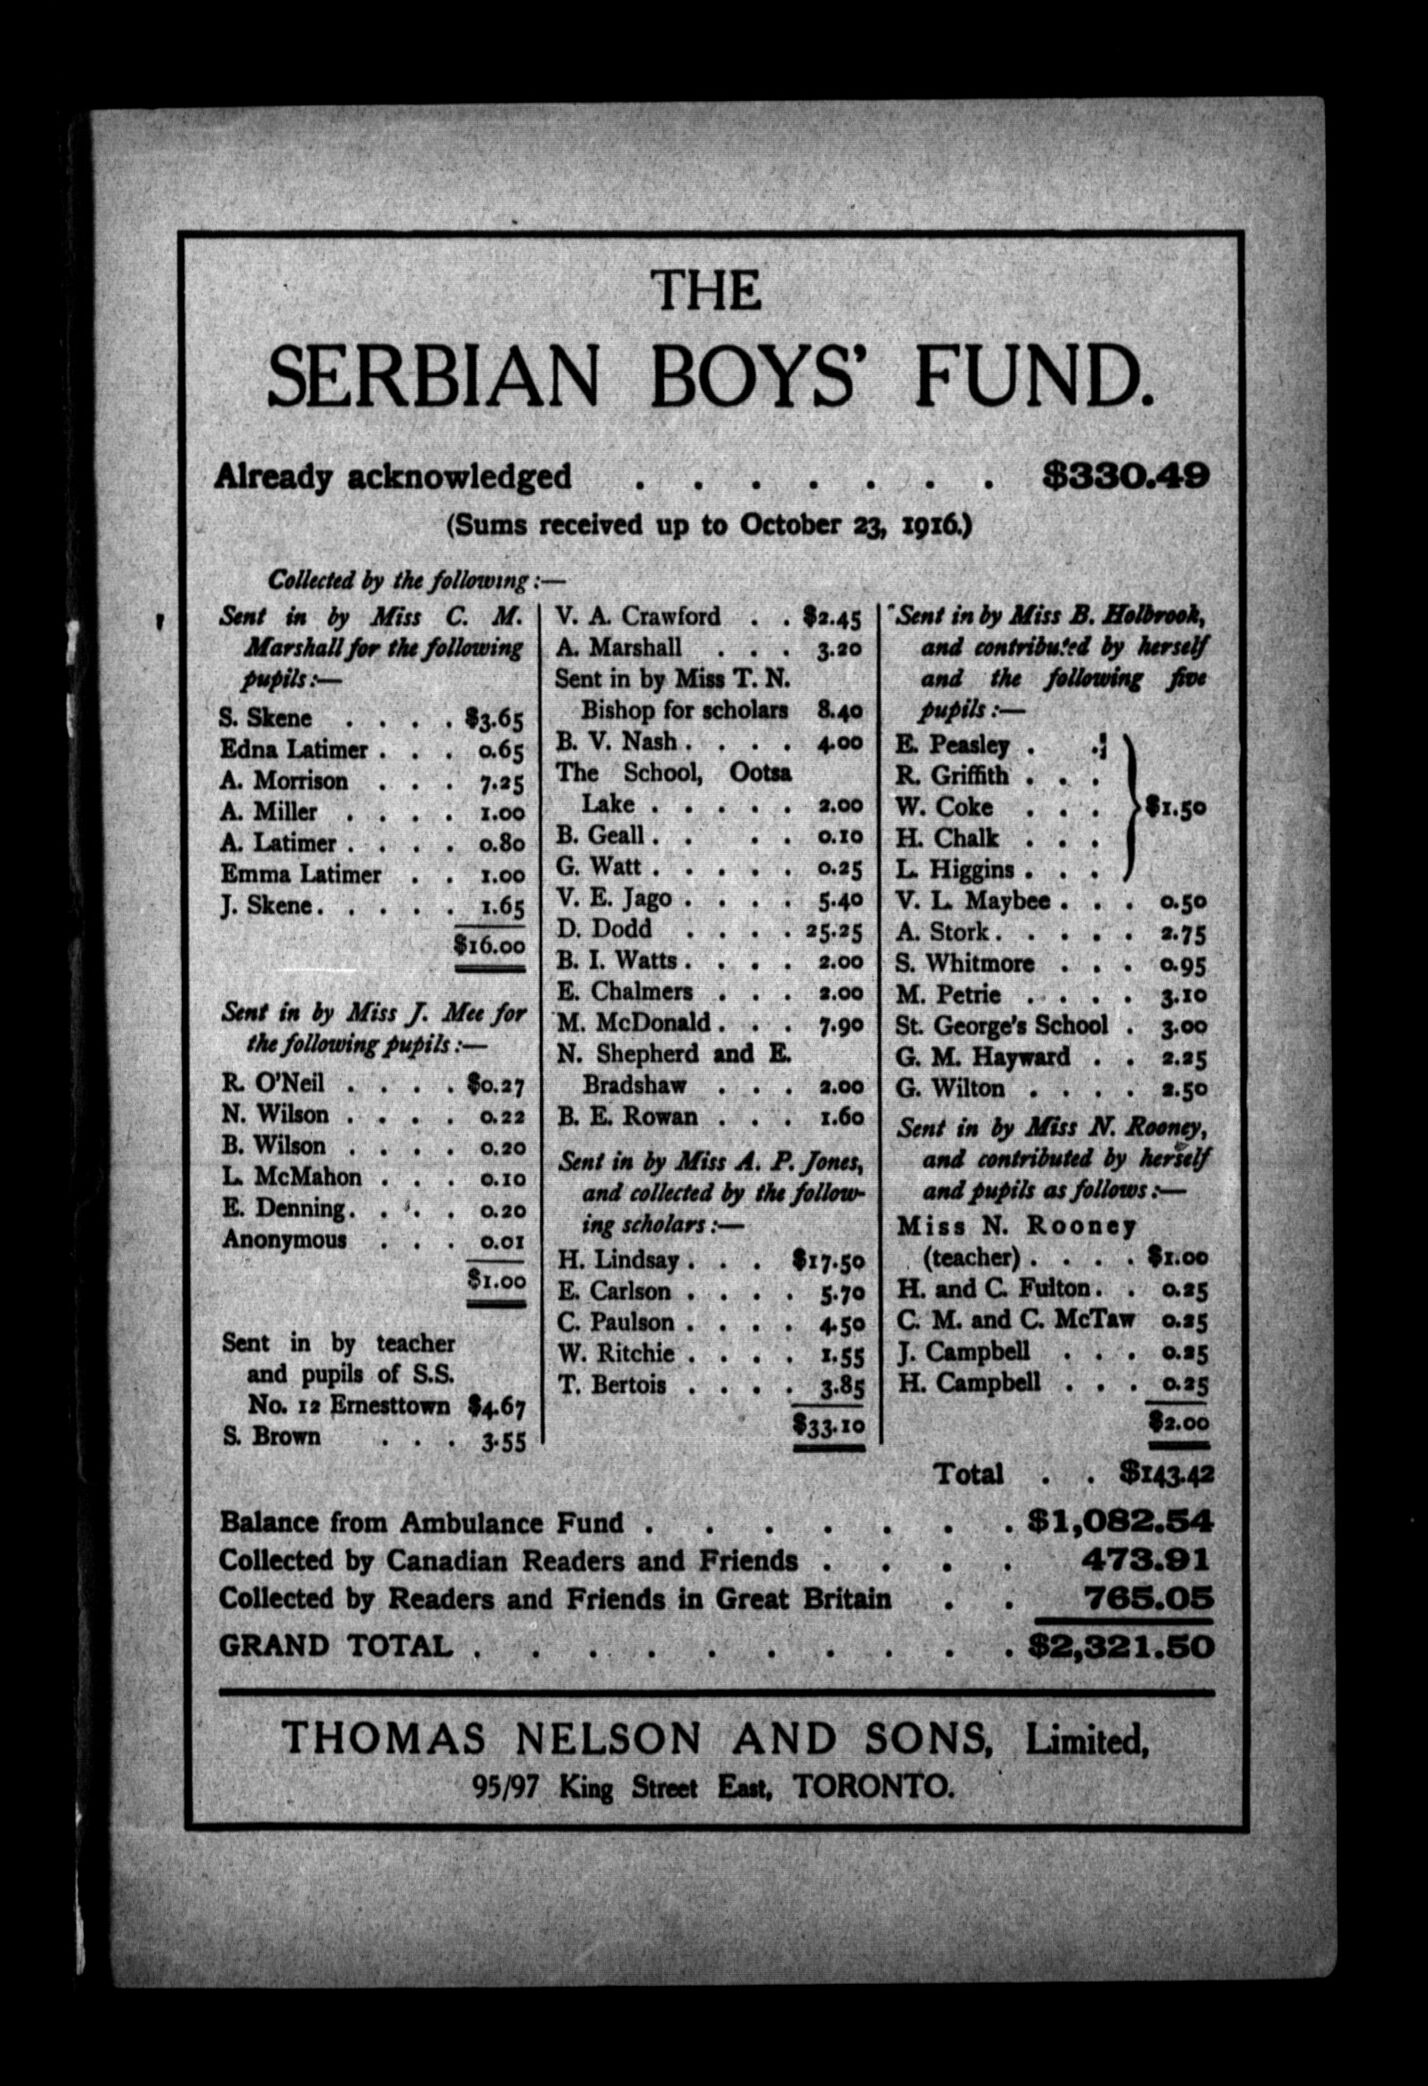 THE
SERBIAN BOYS' FUND.
Already acknowledged . . . . . . . $330.49
(Sums received up to October 23, 1916.)
Collected by the following:—
Sent in by Miss C. M.
Marshall for the following
pupils:—
S. Skene . . . . $3.65
Edna Latimer . . . 0.65
A. Morrison . . . 7.25
A. Miller . . . . 1.00
A. Latimer . . . . 0.80
Emma Latimer . . 1.00
J. Skene. . . . . 1.65
$16.00
Sent in by Miss J. Mee for
the following pupils:—
R. O'Neil . . . . $0.27
N. Wilson . . . . 0.22
B. Wilson . . . . 0.20
L. McMahon . . . 0.10
E. Denning. . . . 0.20
Anonymous . . . 0.01
$1.00
Sent in by teacher
and pupils of S.S.
No. 12 Ernesttown $4.67
S. Brown . . . 3.55
V. A. Crawford . . $2.45
A. Marshall . . . 3.20
Sent in by Miss T. N.
Bishop for scholars 8.40
B. V. Nash . . . . 4.00
The School, Ootsa
Lake . . . . . 2.00
B. Geall . . . . 0.10
G. Watt . . . . . 0.25
V. E. Jago . . . . 5.40
D. Dodd . . . . 25.25
B. I. Watts . . . . 2.00
E. Chalmers . . . 2.00
M. McDonald . . . 7.90
N. Shepherd and E.
Bradshaw . . . 2.00
B. E. Rowan . . . 1.60
Sent in by Miss A. P. Jones,
and collected by the follow-
ing scholars:—
H. Lindsay . . . $17.50
E. Carlson . . . . 5.70
C. Paulson . . . . 4.50
W. Ritchie . . . . 1.55
T. Bertois . . . . 3.85
$33.10
Sent in by Miss B. Holbrook,
and contributed by herself
and the following five
pupils:—
E. Peasley . .
R. Griffith . . .
W. Coke . . . $1.50
H. Chalk . . .
L. Higgins . . .
V. L. Maybee . . . 0.50
A. Stork . . . . . 2.75
S. Whitmore . . . 0.95
M. Petrie . . . . 3.10
St. George's School . 3.00
G. M. Hayward . . 2.25
G. Wilton . . . . 2.50
Sent in by Miss N. Rooney,
and contributed by herself
and pupils as follows:—
Miss N. Rooney
(teacher) . . . . $1.00
H. and C. Fulton . . 0.25
C. M. and C. McTaw 0.25
J. Campbell . . . 0.25
H. Campbell . . . 0.25
$2.00
Total . . $143.42
Balance from Ambulance Fund . . . . . . . $1,082.54
Collected by Canadian Readers and Friends . . . . 473.91
Collected by Readers and Friends in Great Britain . . 765.05
GRAND TOTAL . . . . . . . . . . $2,321.50
THOMAS NELSON AND SONS, Limited,
95/97 King Street East, TORONTO.